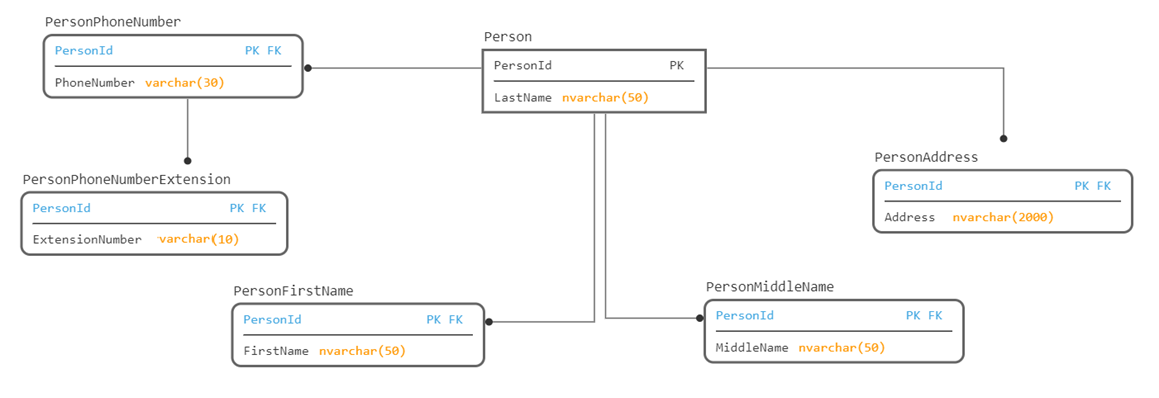 PersonPhoneNumber
PersonId PK FK
PhoneNumber varchar(30)
Person
PersonId PK
LastName nvarchar(50)
PersonAddress
PersonId PK FK
Address nvarchar(2000)
PersonPhoneNumberExtension
PersonId PK FK
ExtensionNumber varchar(10)
PersonFirstName
PersonId PK FK
FirstName nvarchar(50)
PersonMiddleName
PersonId PK FK
MiddleName nvarchar(50)